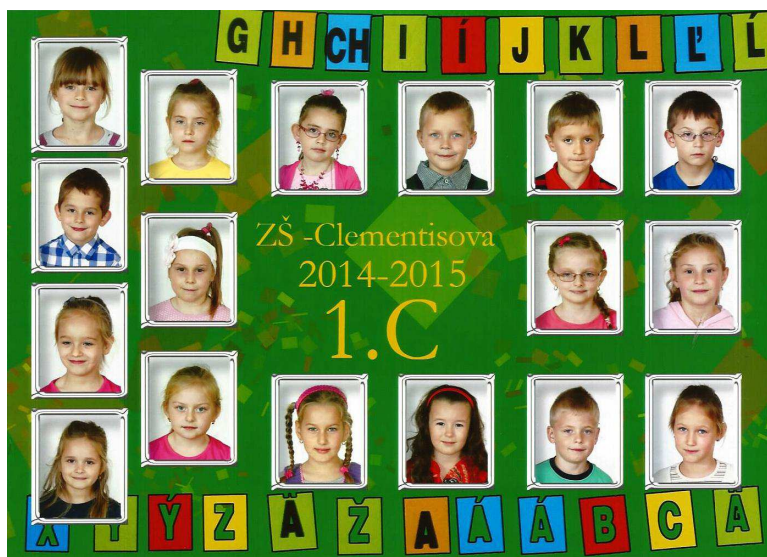 G H CH I Í J K L Ľ Ĺ
ZŠ -Clementisova
2014-2015
1.C
X Y Ý Z Ä Ž A Á Á B C Ä